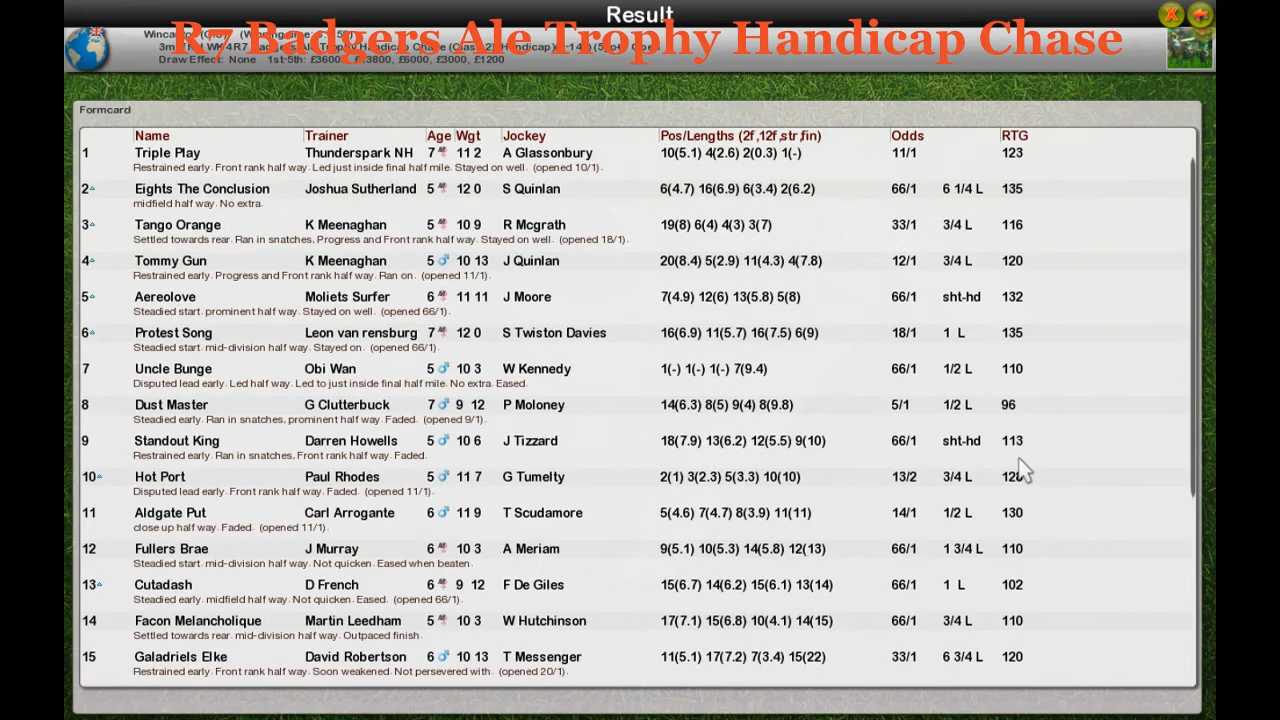 Result
R7 Badgers Ale Trophy Handicap Chase
Draw Effect: None 1st-5th: £3600, £13800, £6000, £3000, £1200
Formcard
Name Trainer Age Wgt Jockey Pos/Lengths (2f,12f,str,fin) Odds RTG
1 Triple Play Thunderspark NH 7 11 2 A Glassonbury 10(5.1) 4(2.6) 2(0.3) 1(-) 11/1 123
Restrained early. Front rank half way. Led just inside final half mile. Stayed on well. (opened 10/1).
2 Eights The Conclusion Joshua Sutherland 5 12 0 S Quinlan 6(4.7) 16(6.9) 6(3.4) 2(6.2) 66/1 6 1/4 L 135
midfield half way. No extra.
3 Tango Orange K Meenaghan 5 10 9 R Mcgrath 19(8) 6(4) 4(3) 3(7) 33/1 3/4 L 116
Settled towards rear. Ran in snatches, Progress and Front rank half way. Stayed on well. (opened 18/1).
4 Tommy Gun K Meenaghan 5 10 13 J Quinlan 20(8.4) 5(2.9) 11(4.3) 4(7.8) 12/1 3/4 L 120
Restrained early. Progress and Front rank half way. Ran on. (opened 11/1).
5 Aereolove Moliets Surfer 6 11 11 J Moore 7(4.9) 12(6) 13(5.8) 5(8) 66/1 sht-hd 132
Steadied start. prominent half way. Stayed on well. (opened 66/1).
6 Protest Song Leon van rensburg 7 12 0 S Twiston Davies 16(6.9) 11(5.7) 16(7.5) 6(9) 18/1 1 L 135
Steadied start. mid-division half way. Stayed on. (opened 66/1).
7 Uncle Bunge Obi Wan 5 10 3 W Kennedy 1(-) 1(-) 1(-) 7(9.4) 66/1 1/2 L 110
Disputed lead early. Led half way. Led to just inside final half mile. No extra. Eased.
8 Dust Master G Clutterbuck 7 9 12 P Moloney 14(6.3) 8(5) 9(4) 8(9.8) 5/1 1/2 L 96
Steadied early. Ran in snatches, prominent half way. Faded. (opened 9/1).
9 Standout King Darren Howells 5 10 6 J Tizzard 18(7.9) 13(6.2) 12(5.5) 9(10) 66/1 sht-hd 113
Restrained early. Ran in snatches, Front rank half way. Faded.
10 Hot Port Paul Rhodes 5 11 7 G Tumelty 2(1) 3(2.3) 5(3.3) 10(10) 13/2 3/4 L
Disputed lead early. Front rank half way. Faded. (opened 11/1).
11 Aldgate Put Carl Arrogante 6 11 9 T Scudamore 5(4.6) 7(4.7) 8(3.9) 11(11) 14/1 1/2 L 130
close up half way. Faded. (opened 11/1).
12 Fullers Brae J Murray 6 10 3 A Meriam 9(5.1) 10(5.3) 14(5.8) 12(13) 66/1 1 3/4 L 110
Steadied start. mid-division half way. Not quicken. Eased when beaten.
13 Cutadash D French 6 9 12 F De Giles 15(6.7) 14(6.2) 15(6.1) 13(14) 66/1 1 L 102
Steadied early. midfield half way. Not quicken. Eased. (opened 66/1).
14 Facon Melancholique Martin Leedham 5 10 3 W Hutchinson 17(7.1) 15(6.8) 10(4.1) 14(15) 66/1 3/4 L 110
Settled towards rear. mid-division half way. Outpaced finish.
15 Galadriels Elke David Robertson 6 10 13 T Messenger 11(5.1) 17(7.2) 7(3.4) 15(22) 33/1 6 3/4 L 120
Restrained early. Front rank half way. Soon weakened. Not persevered with. (opened 20/1).